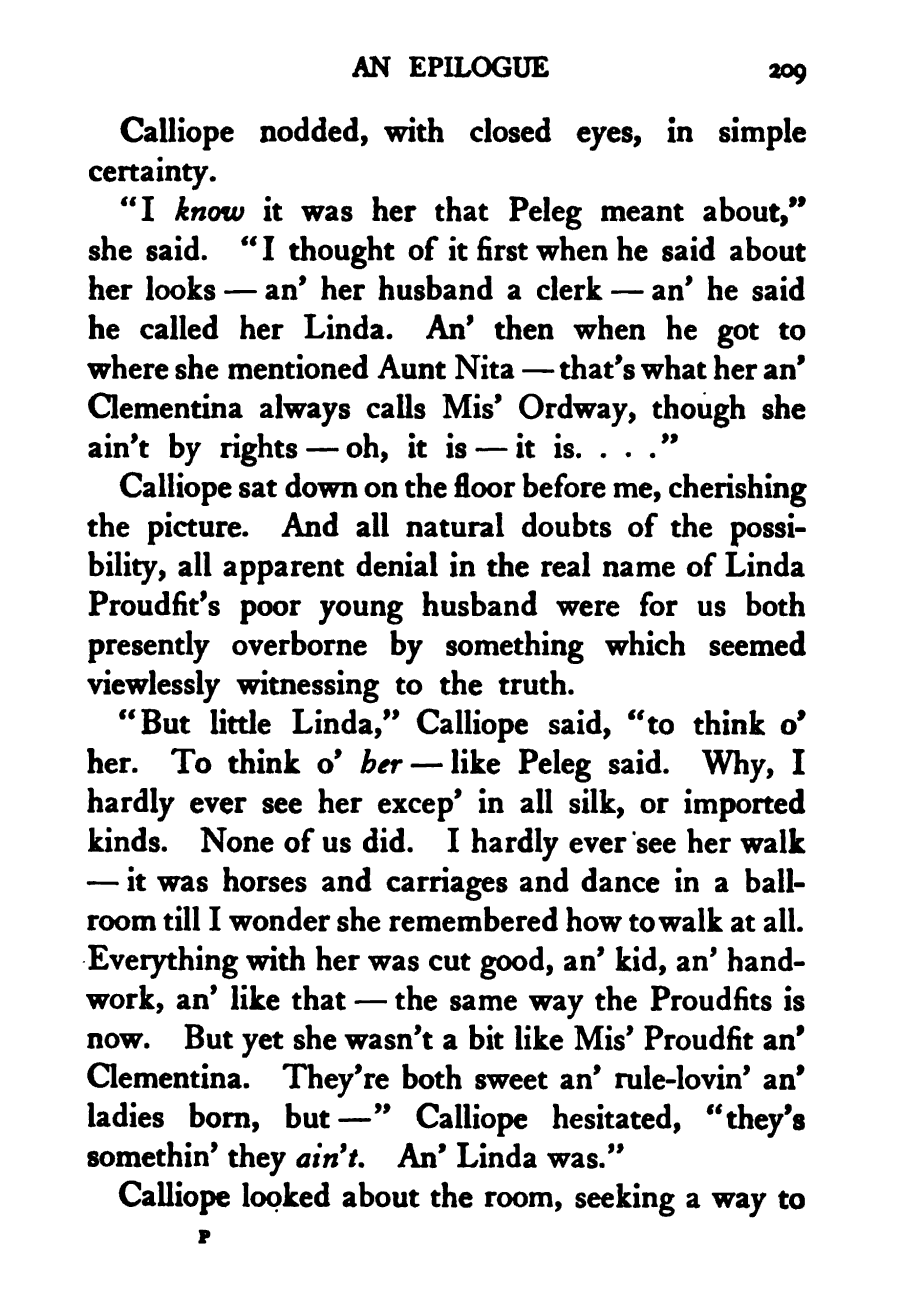 AN EPILOGUE 209
Calliope nodded, with closed eyes, in simple
certainty.
"I know it was her that Peleg meant about,"
she said. "I thought of it first when he said about
her looks — an' her husband a clerk — an' he said
he called her Linda. An' then when he got to
where she mentioned Aunt Nita — that's what her an'
Clementina always calls Mis' Ordway, though she
ain't by rights — oh, it is — it is. . . ."
Calliope sat down on the floor before me, cherishing
the picture. And all natural doubts of the possi-
bility, all apparent denial in the real name of Linda
Proudfit's poor young husband were for us both
presently overborne by something which seemed
viewlessly witnessing to the truth.
"But little Linda," Calliope said, "to think o'
her. To think o' her — like Peleg said. Why, I
hardly ever see her excep' in all silk, or imported
kinds. None of us did. I hardly ever see her walk
— it was horses and carriages and dance in a ball-
room till I wonder she remembered how to walk at all.
Everything with her was cut good, an' kid, an' hand-
work, an' like that — the same way the Proudfits is
now. But yet she wasn't a bit like Mis' Proudfit an'
Clementina. They're both sweet an' rule-lovin' an'
ladies born, but —" Calliope hesitated, "they's
somethin' they ain't. An' Linda was."
Calliope looked about the room, seeking a way to
P